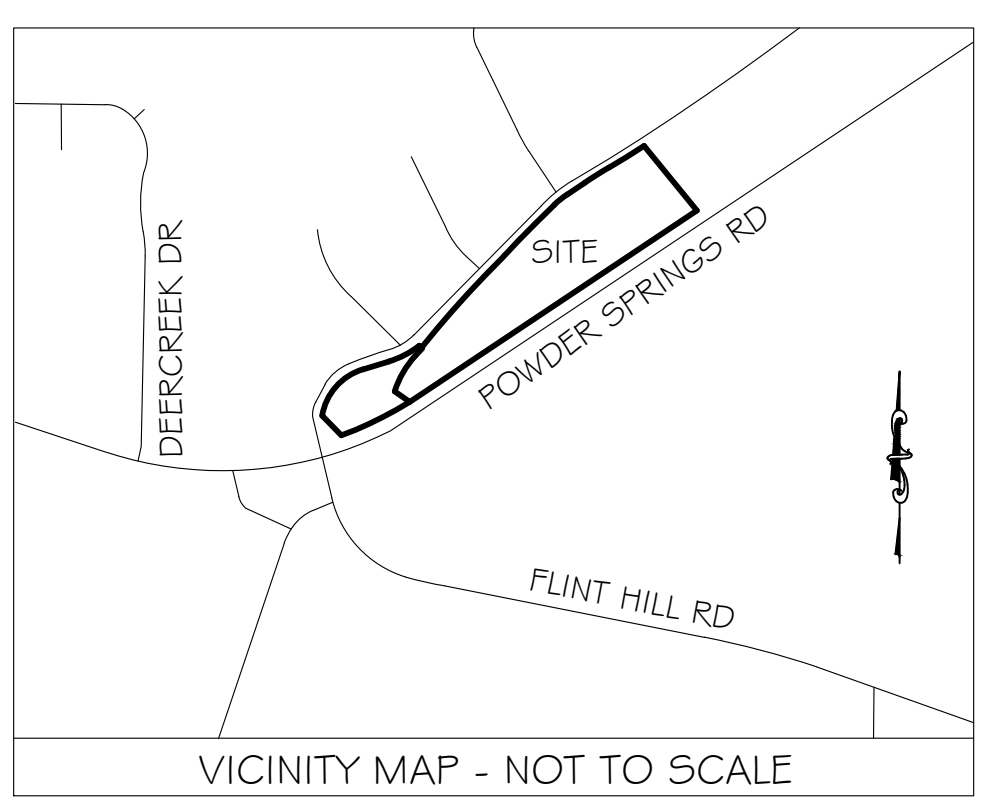 DEERCREEK DR
SITE
POWDER SPRINGS RD
FLINT HILL RD
VICINITY MAP - NOT TO SCALE